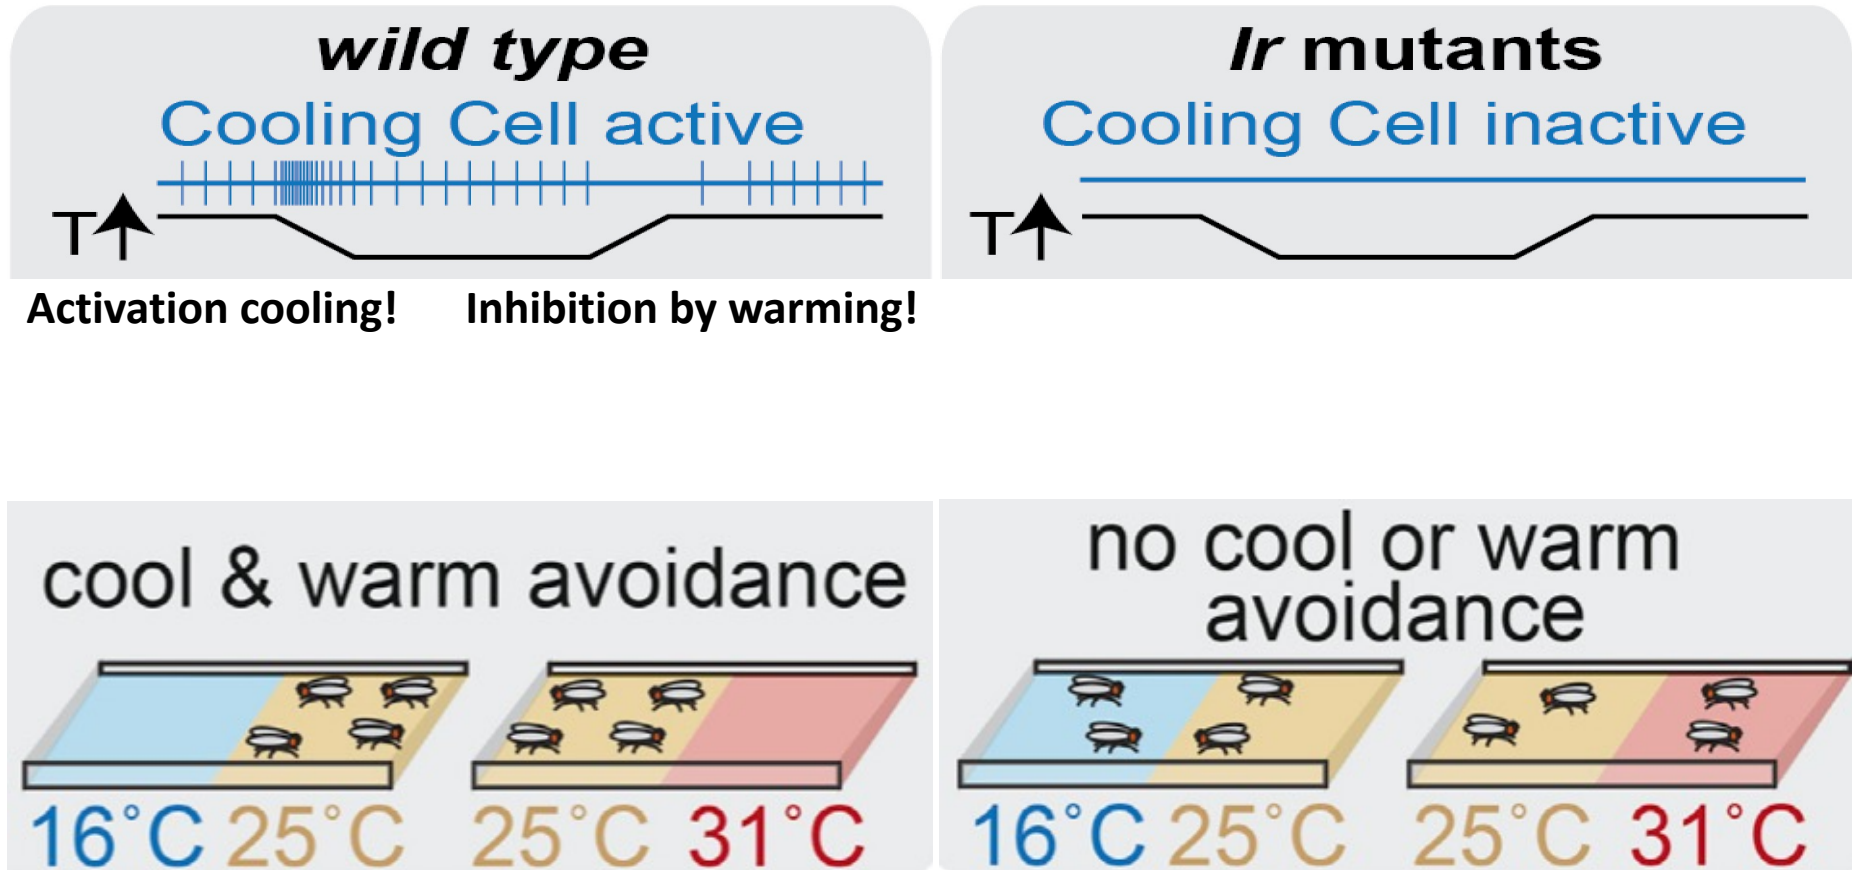 wild type
Cooling Cell active
T
Activation cooling!
Inhibition by warming!
Ir mutants
Cooling Cell inactive
T
cool & warm avoidance
16°C 25°C
25°C 31°C
no cool or warm
avoidance
16°C 25°C
25°C 31°C